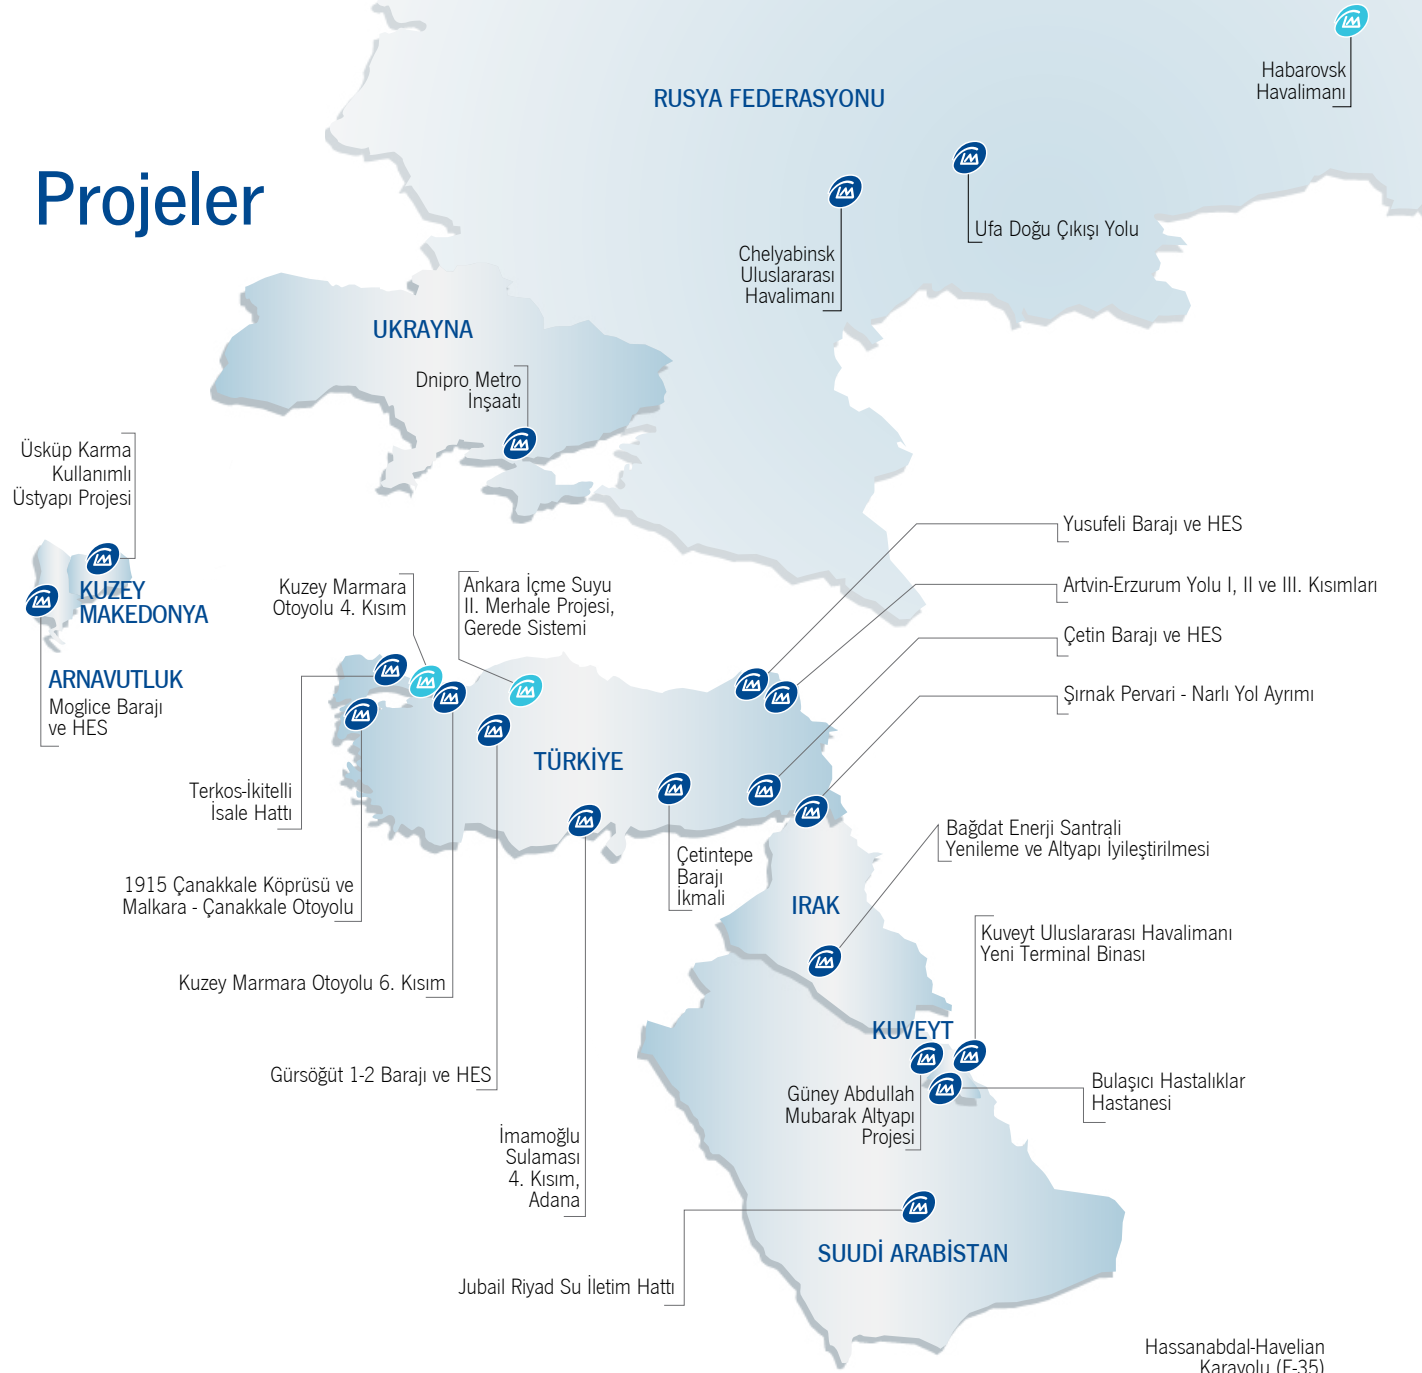 Habarovsk
Havalimanı
RUSYA FEDERASYONU
Projeler
Ufa Doğu Çıkışı Yolu
Chelyabinsk
Uluslararası
Havalimanı
UKRAYNA
Dnipro Metro
İnşaatı
Üsküp Karma
Kullanımlı
Üstyapı Projesi
KUZEY
MAKEDONYA
ARNAVUTLUK
Moglice Barajı
ve HES
Kuzey Marmara
Otoyolu 4. Kısım
Ankara İçme Suyu
II. Merhale Projesi,
Gerede Sistemi
Yusufeli Barajı ve HES
Artvin-Erzurum Yolu I, II ve III. Kısımları
Çetin Barajı ve HES
Şırnak Pervari - Narlı Yol Ayrımı
TÜRKİYE
Terkos-İkitelli
İsale Hattı
1915 Çanakkale Köprüsü ve
Malkara - Çanakkale Otoyolu
Kuzey Marmara Otoyolu 6. Kısım
Gürsöğüt 1-2 Barajı ve HES
İmamoğlu
Sulaması
4. Kısım,
Adana
Çetintepe
Barajı
İkmali
Bağdat Enerji Santrali
Yenileme ve Altyapı İyileştirilmesi
IRAK
Kuveyt Uluslararası Havalimanı
Yeni Terminal Binası
KUVEYT
Güney Abdullah
Mubarak Altyapı
Projesi
Bulaşıcı Hastalıklar
Hastanesi
SUUDİ ARABİSTAN
Jubail Riyad Su İletim Hattı
Hassanabdal-Havelian
Karayolu (E-35)